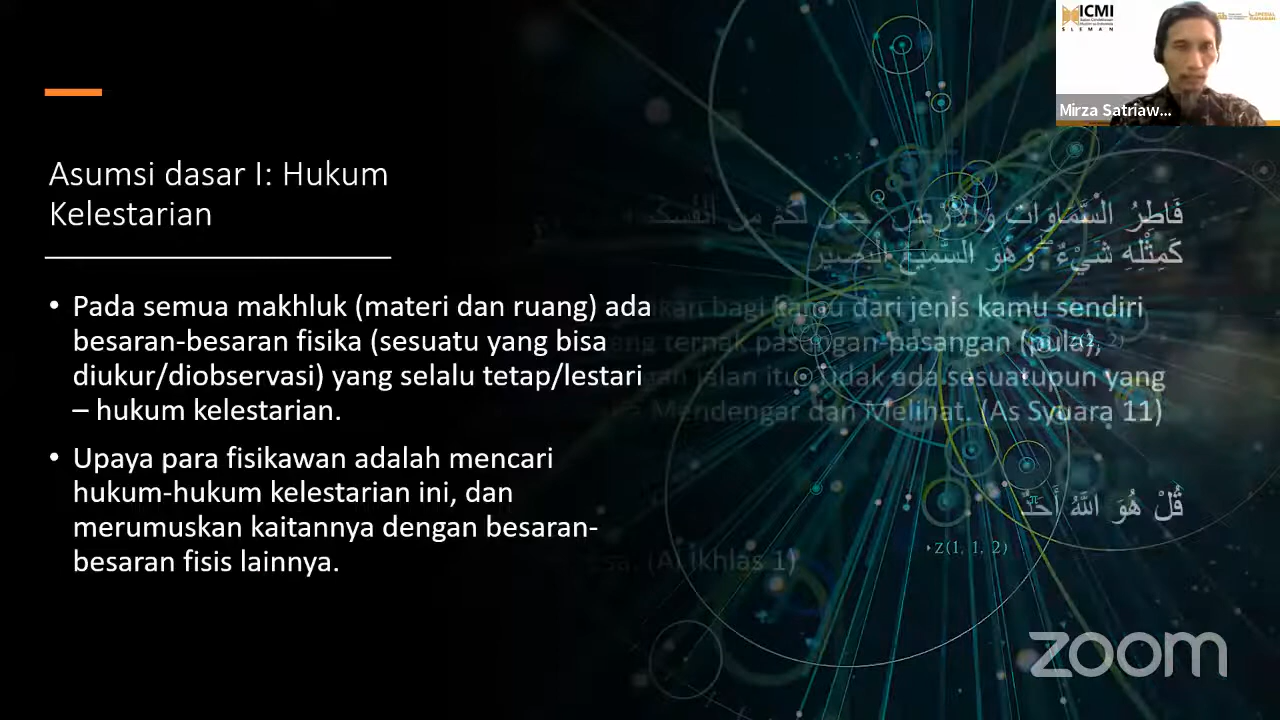 ICMI
SLEMAN
Mirza Satriaw...
Asumsi dasar I: Hukum
Kelestarian
• Pada semua makhluk (materi dan ruang) ada
besaran-besaran fisika (sesuatu yang bisa
diukur/diobservasi) yang selalu tetap/lestari
– hukum kelestarian.
• Upaya para fisikawan adalah mencari
hukum-hukum kelestarian ini, dan
merumuskan kaitannya dengan besaran-
besaran fisis lainnya.
فَاطِرُ السَّمَاوَاتِ وَالْأَرْضِ جَعَلَ لَكُمْ مِنْ
كَمِثْلِهِ شَيْءٌ وَهُوَ السَّمِيعُ الْبَصِيرُ
bagi kamu dari jenis kamu sendiri
ternak pasangan-pasangan (pula),
jalan itu tidak ada sesuatupun yang
Mendengar dan Melihat. (As Syuara 11)
قُلْ هُوَ اللَّهُ أَحَدٌ
(Al ikhlas 1)
Z(1, 1, 2)
zoom